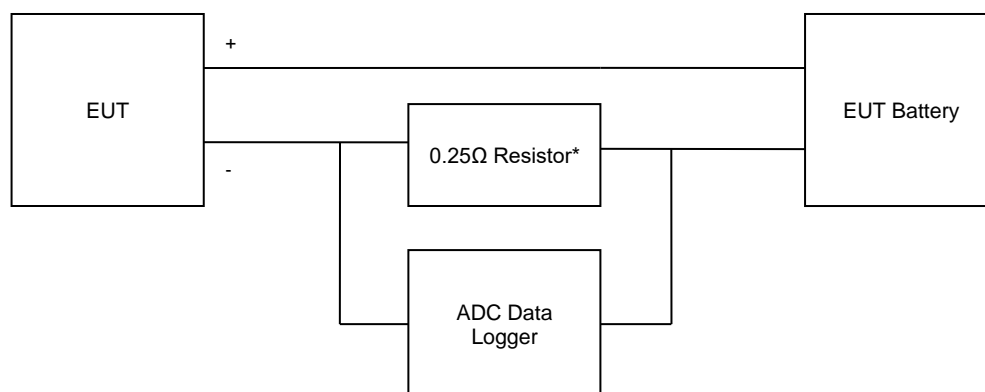 +
EUT
EUT Battery
0.25Ω Resistor*
-
ADC Data
Logger